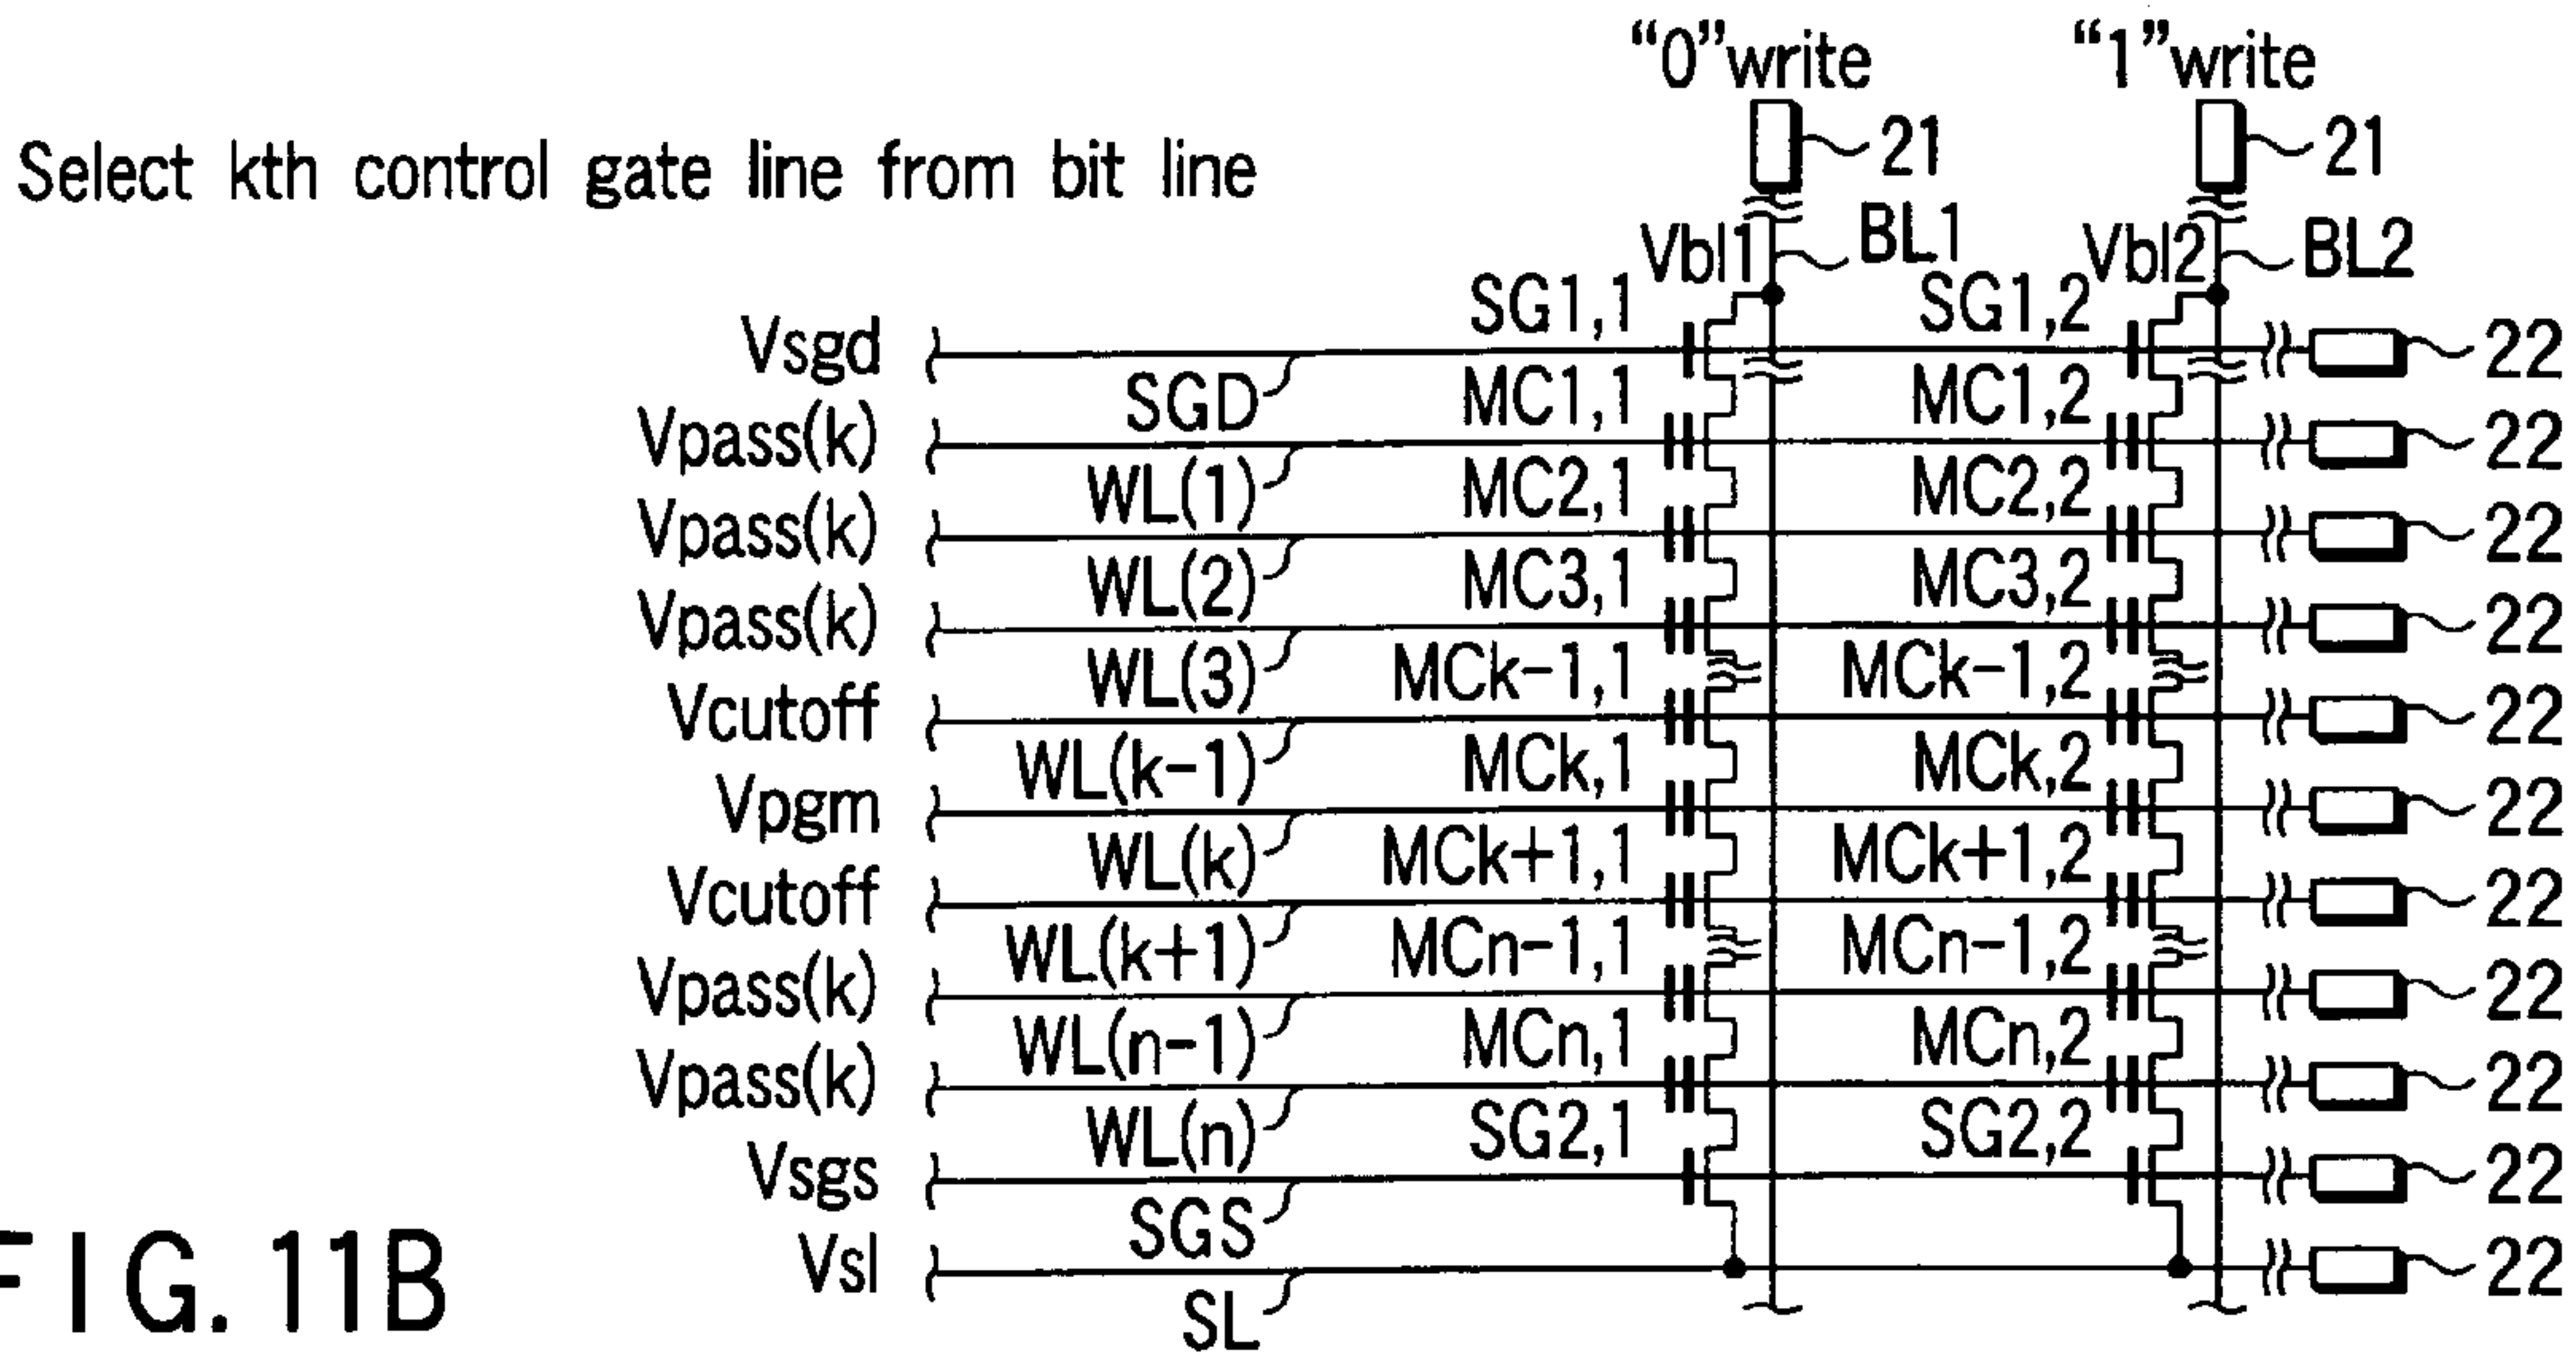 “0”write “1”write
21 21
Select kth control gate line from bit line
Vbl1 BL1 Vbl2 BL2
SG1,1 SG1,2
Vsgd 22
SGD MC1,1 MC1,2
Vpass(k) 22
WL(1) MC2,1 MC2,2
Vpass(k) 22
WL(2) MC3,1 MC3,2
Vpass(k) 22
WL(3) MCk-1,1 MCk-1,2
Vcutoff 22
WL(k-1) MCk,1 MCk,2
Vpgm 22
WL(k) MCk+1,1 MCk+1,2
Vcutoff 22
WL(k+1) MCn-1,1 MCn-1,2
Vpass(k) 22
WL(n-1) MCn,1 MCn,2
Vpass(k) 22
WL(n) SG2,1 SG2,2
Vsgs 22
SGS
Vsl 22
SL
FIG. 11B